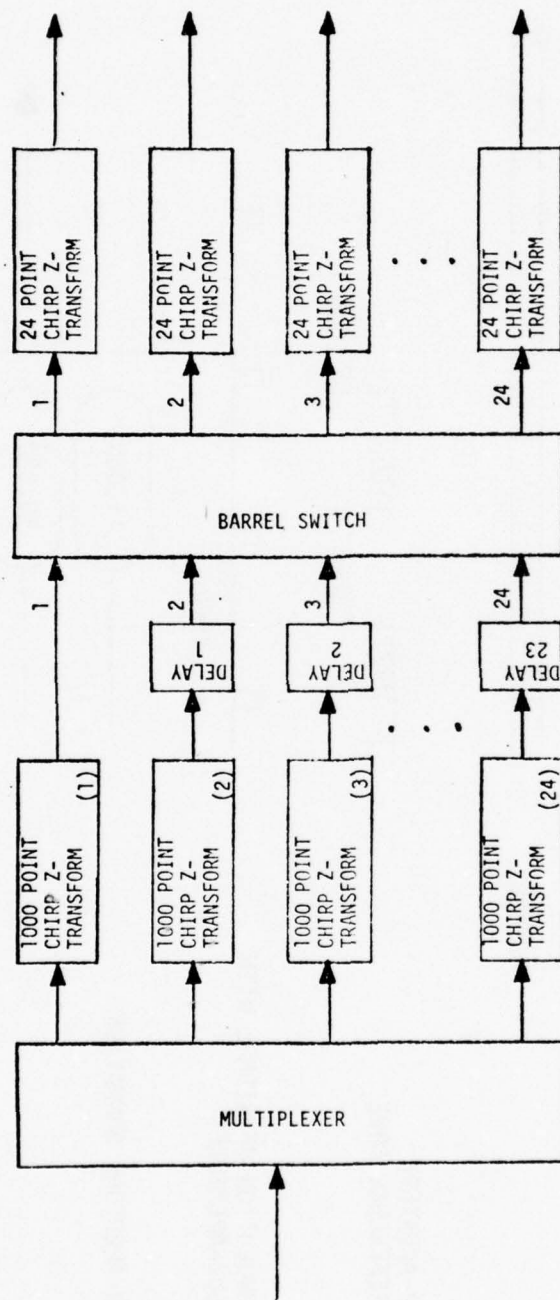 MULTIPLEXER
1000 POINT
CHIRP Z-
TRANSFORM
(1)
1000 POINT
CHIRP Z-
TRANSFORM
(2)
1000 POINT
CHIRP Z-
TRANSFORM
(3)
1000 POINT
CHIRP Z-
TRANSFORM
(24)
DELAY
1
DELAY
2
DELAY
23
1
2
3
24
BARREL SWITCH
1
2
3
24
24 POINT
CHIRP Z-
TRANSFORM
24 POINT
CHIRP Z-
TRANSFORM
24 POINT
CHIRP Z-
TRANSFORM
24 POINT
CHIRP Z-
TRANSFORM